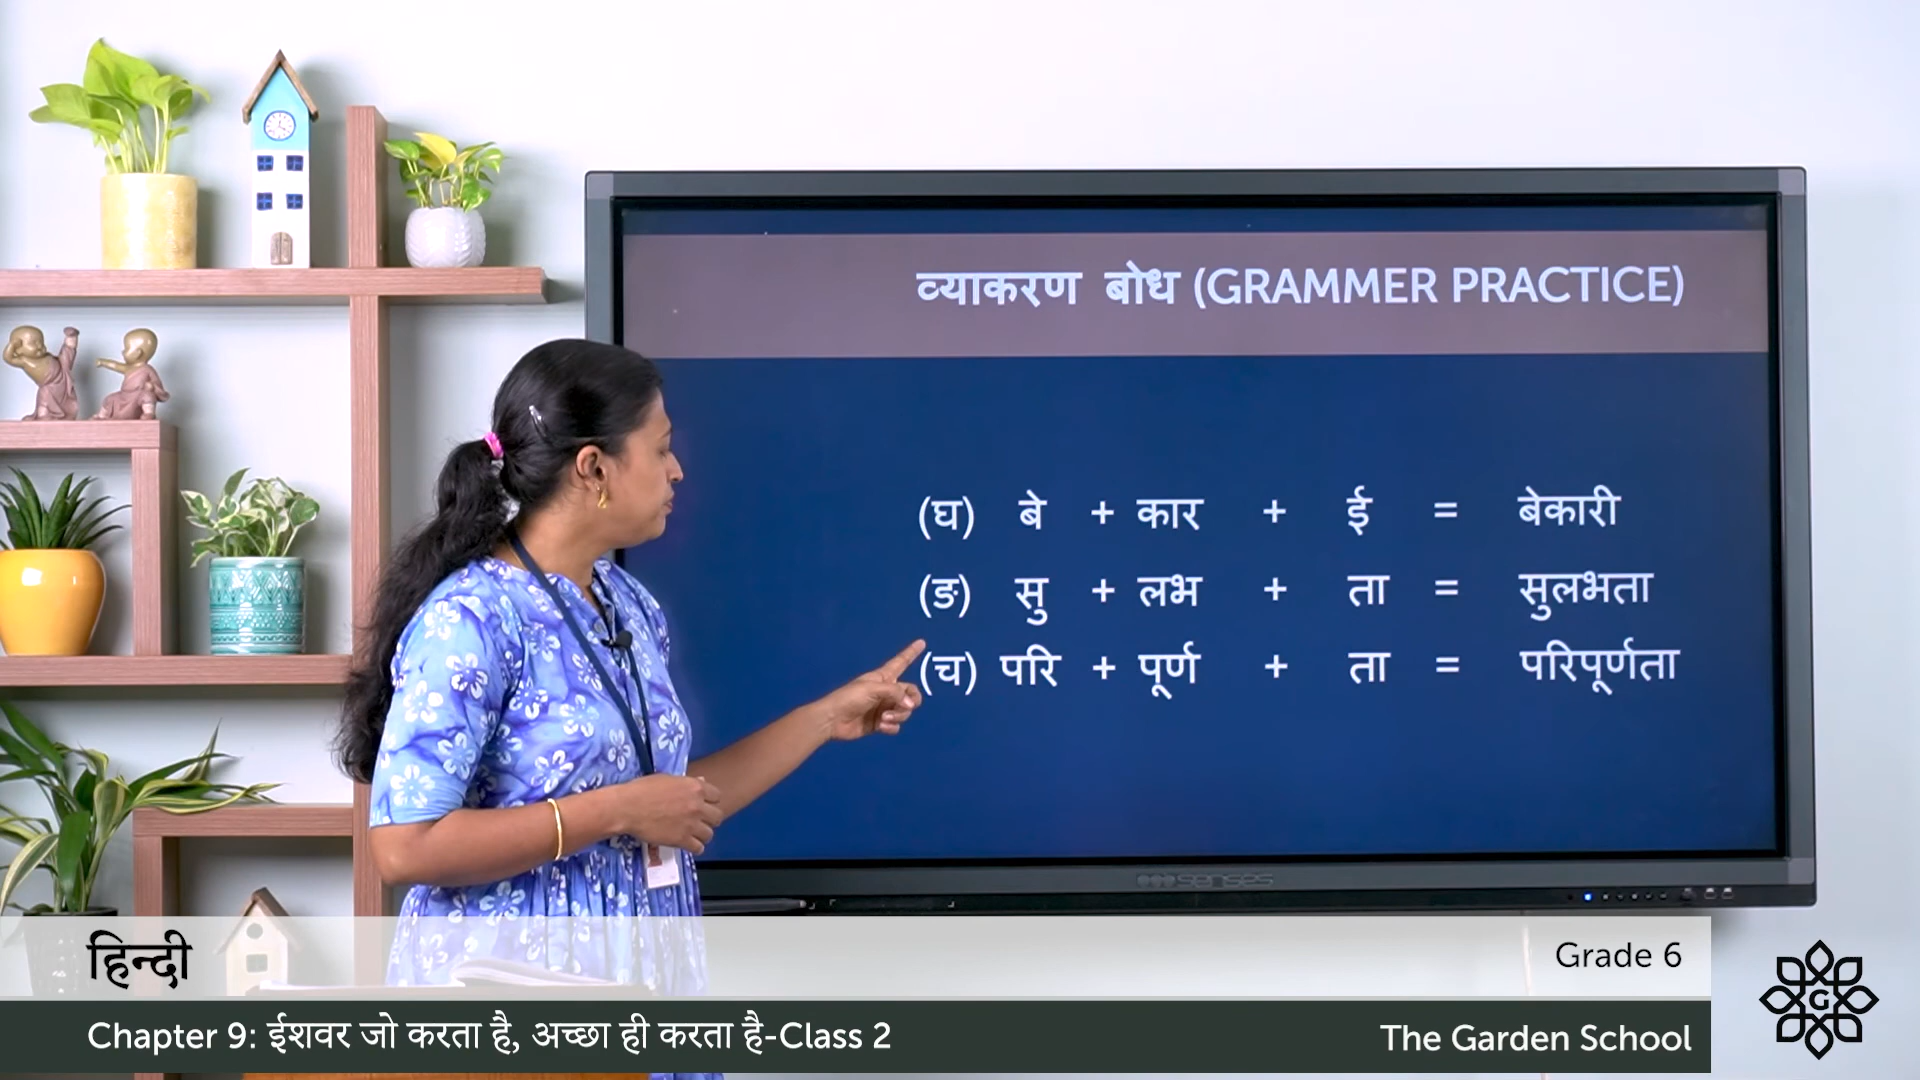 व्याकरण बोध (GRAMMER PRACTICE)
(घ) बे + कार + ई = बेकारी
(ङ) सु + लभ + ता = सुलभता
(च) परि + पूर्ण + ता = परिपूर्णता
senses
हिन्दी
Grade 6
Chapter 9: ईशवर जो करता है, अच्छा ही करता है-Class 2
The Garden School
G